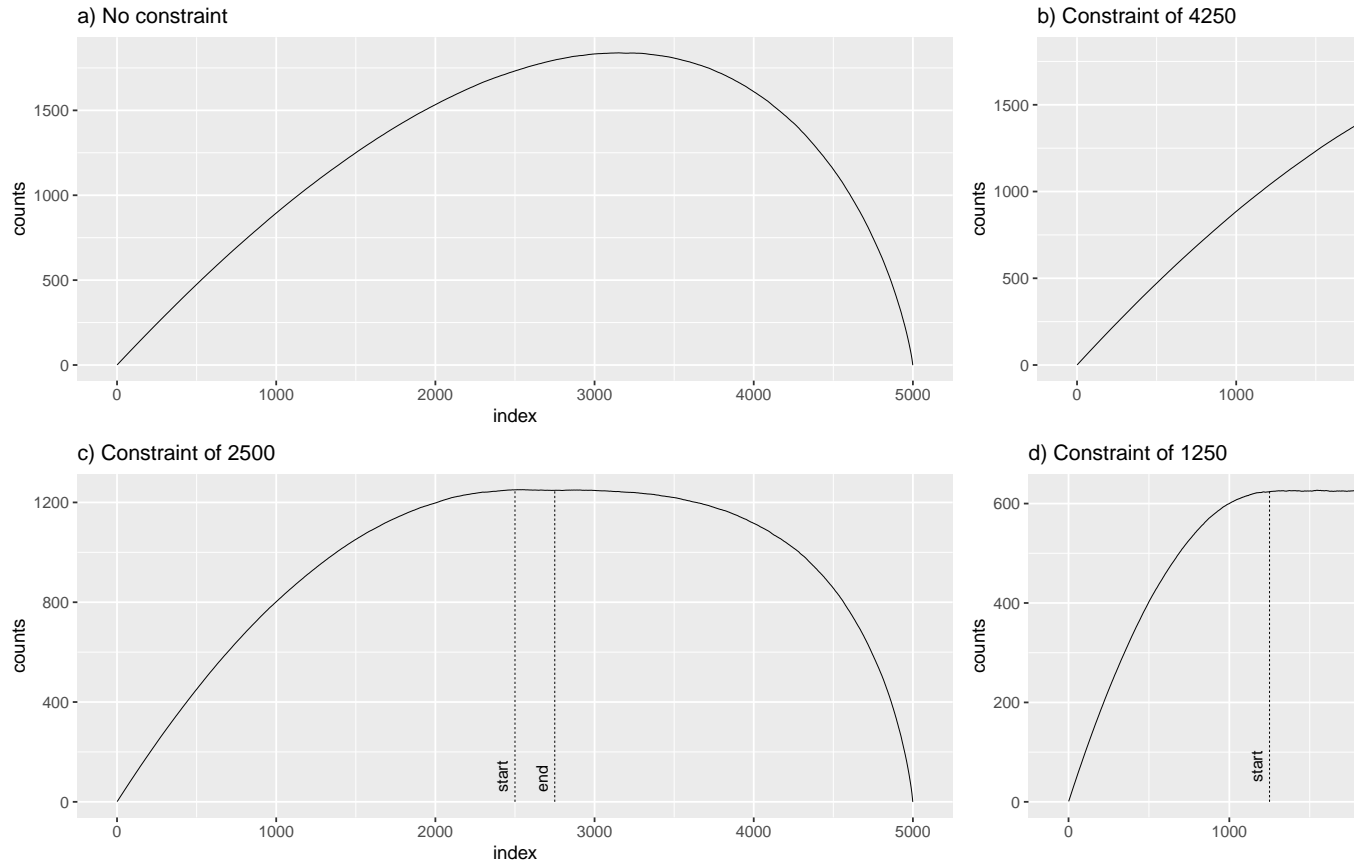 a) No constraint
counts
1500
1000
500
0
0 1000 2000 3000 4000 5000
index
b) Constraint of 4250
counts
1500
1000
500
0
0 1000
c) Constraint of 2500
counts
1200
800
400
0
start
end
0 1000 2000 3000 4000 5000
index
d) Constraint of 1250
counts
600
400
200
0
start
0 1000